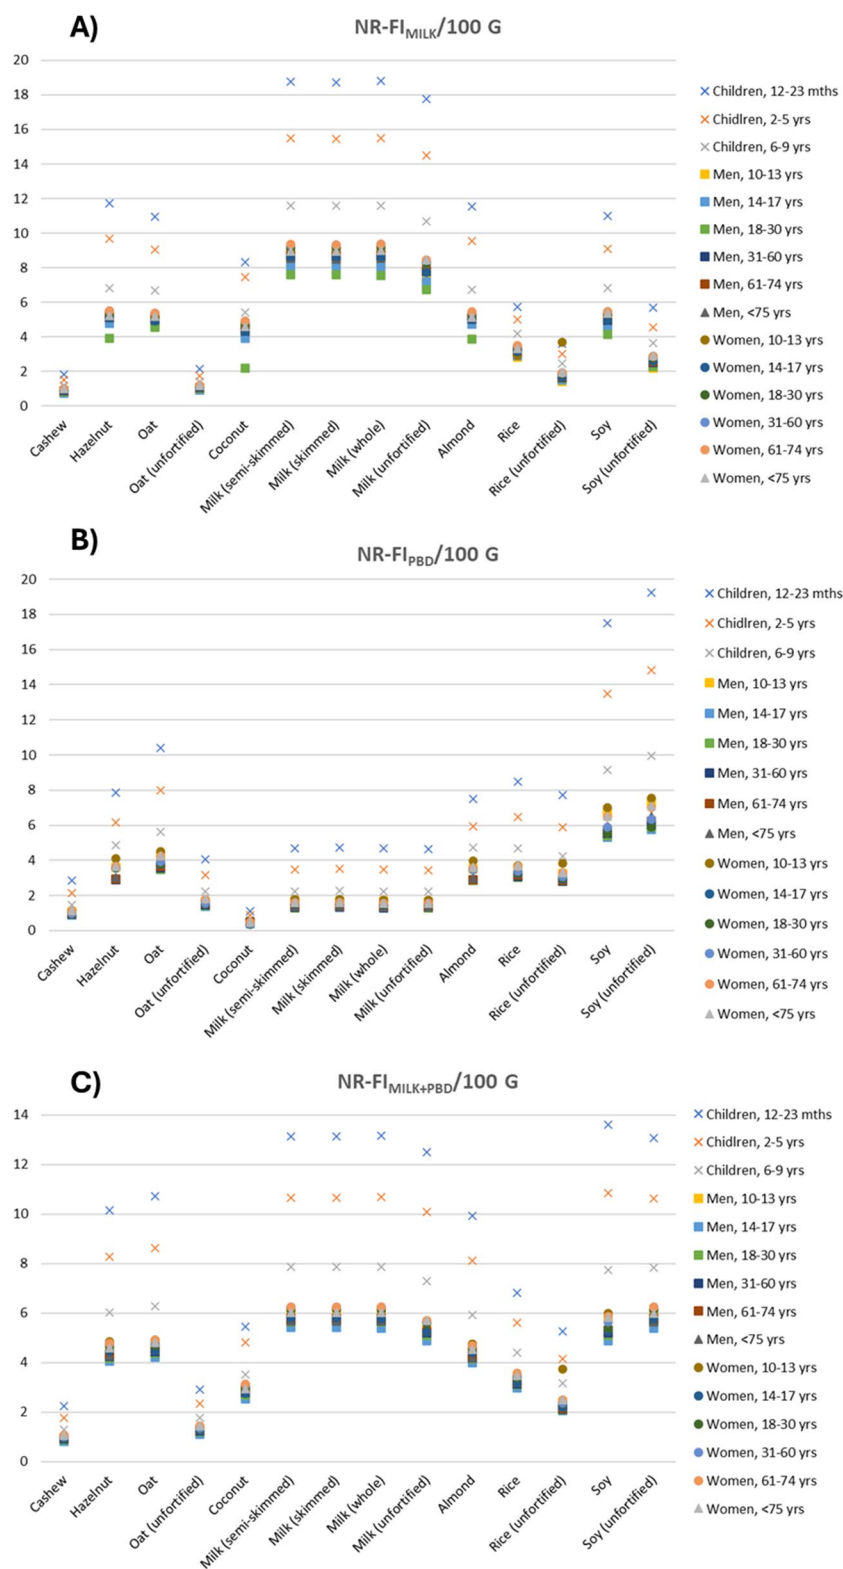 A)
NR-FIMILK/100 G
20
18
16
14
12
10
8
6
4
2
0
Cashew
Hazelnut
Oat
Oat (unfortified)
Coconut
Milk (semi-skimmed)
Milk (skimmed)
Milk (whole)
Milk (unfortified)
Almond
Rice
Rice (unfortified)
Soy
Soy (unfortified)
Children, 12-23 mths
Chidlren, 2-5 yrs
Children, 6-9 yrs
Men, 10-13 yrs
Men, 14-17 yrs
Men, 18-30 yrs
Men, 31-60 yrs
Men, 61-74 yrs
Men, <75 yrs
Women, 10-13 yrs
Women, 14-17 yrs
Women, 18-30 yrs
Women, 31-60 yrs
Women, 61-74 yrs
Women, <75 yrs
B)
NR-FIPBD/100 G
20
18
16
14
12
10
8
6
4
2
0
Cashew
Hazelnut
Oat
Oat (unfortified)
Coconut
Milk (semi-skimmed)
Milk (skimmed)
Milk (whole)
Milk (unfortified)
Almond
Rice
Rice (unfortified)
Soy
Soy (unfortified)
Children, 12-23 mths
Chidlren, 2-5 yrs
Children, 6-9 yrs
Men, 10-13 yrs
Men, 14-17 yrs
Men, 18-30 yrs
Men, 31-60 yrs
Men, 61-74 yrs
Men, <75 yrs
Women, 10-13 yrs
Women, 14-17 yrs
Women, 18-30 yrs
Women, 31-60 yrs
Women, 61-74 yrs
Women, <75 yrs
C)
NR-FIMILK+PBD/100 G
14
12
10
8
6
4
2
0
Cashew
Hazelnut
Oat
Oat (unfortified)
Coconut
Milk (semi-skimmed)
Milk (skimmed)
Milk (whole)
Milk (unfortified)
Almond
Rice
Rice (unfortified)
Soy
Soy (unfortified)
Children, 12-23 mths
Chidlren, 2-5 yrs
Children, 6-9 yrs
Men, 10-13 yrs
Men, 14-17 yrs
Men, 18-30 yrs
Men, 31-60 yrs
Men, 61-74 yrs
Men, <75 yrs
Women, 10-13 yrs
Women, 14-17 yrs
Women, 18-30 yrs
Women, 31-60 yrs
Women, 61-74 yrs
Women, <75 yrs